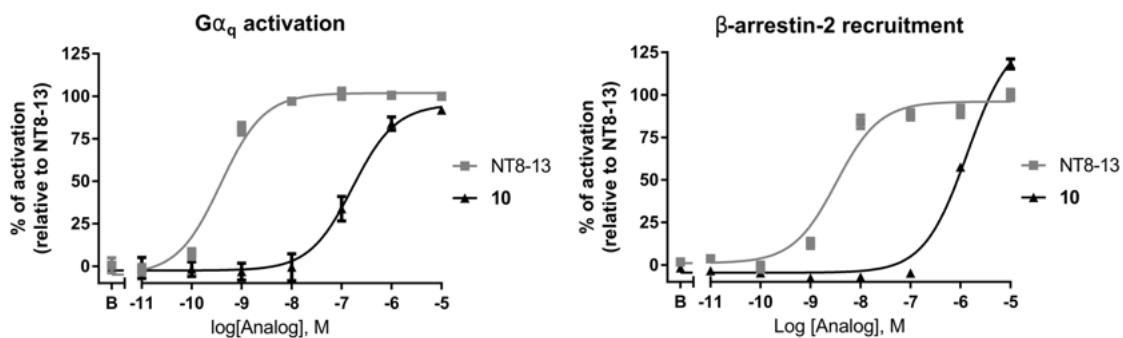 Gαq activation
% of activation
(relative to NT8-13)
125
100
75
50
25
0
B -11 -10 -9 -8 -7 -6 -5
log[Analog], M
NT8-13
10
β-arrestin-2 recruitment
% of activation
(relative to NT8-13)
125
100
75
50
25
0
B -11 -10 -9 -8 -7 -6 -5
Log [Analog], M
NT8-13
10